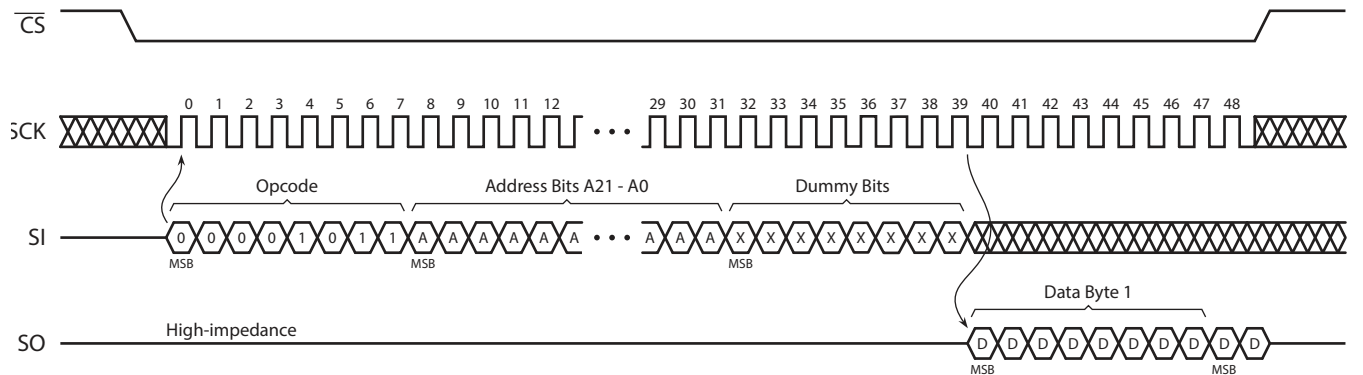 CS
0 1 2 3 4 5 6 7 8 9 10 11 12 29 30 31 32 33 34 35 36 37 38 39 40 41 42 43 44 45 46 47 48
SCK
Opcode Address Bits A21 - A0 Dummy Bits
SI 0 0 0 0 1 0 1 1 A A A A A A A A A X X X X X X X X
MSB MSB MSB
Data Byte 1
High-impedance
SO D D D D D D D D D D
MSB MSB